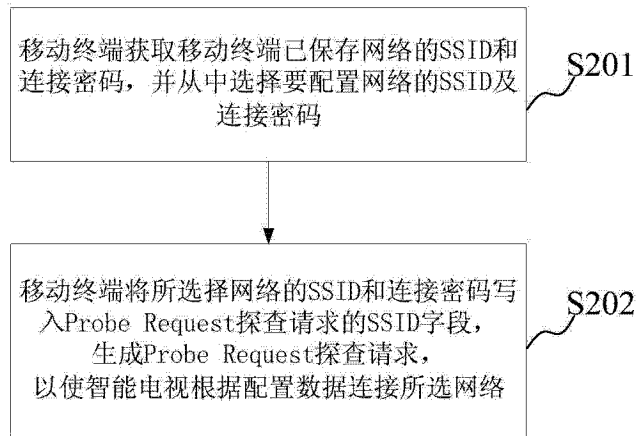 移动终端获取移动终端已保存网络的SSID和
连接密码，并从中选择要配置网络的SSID及
连接密码
S201
移动终端将所选择网络的SSID和连接密码写
入Probe Request探查请求的SSID字段，
生成Probe Request探查请求，
以使智能电视根据配置数据连接所选网络
S202